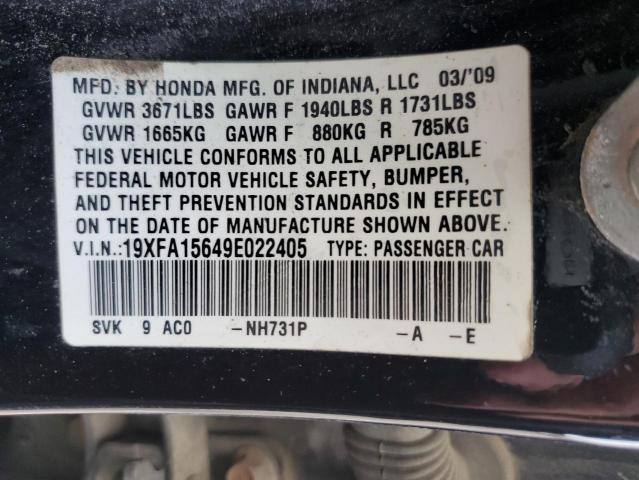 MFD. BY HONDA MFG. OF INDIANA, LLC 03/'09
GVWR 3671LBS GAWR F 1940LBS R 1731LBS
GVWR 1665KG GAWR F 880KG R 785KG
THIS VEHICLE CONFORMS TO ALL APPLICABLE
FEDERAL MOTOR VEHICLE SAFETY, BUMPER,
AND THEFT PREVENTION STANDARDS IN EFFECT
ON THE DATE OF MANUFACTURE SHOWN ABOVE.
V.I.N.:19XFA15649E022405 TYPE: PASSENGER CAR
SVK 9 AC0 -NH731P -A -E